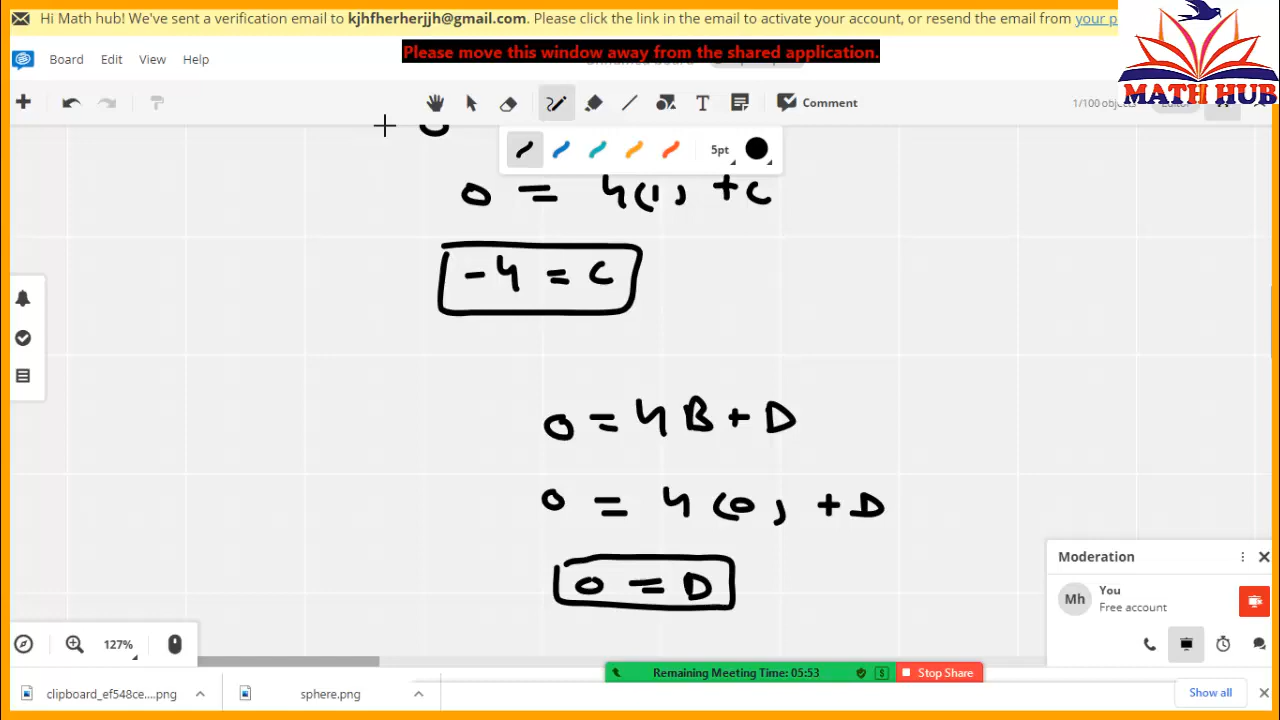 Hi Math hub! We've sent a verification email to kjhfherherjjh@gmail.com. Please click the link in the email to activate your account, or resend the email from your p
Please move this window away from the shared application.
Board Edit View Help
MATH HUB
Comment
1/100 objec
5pt
0 = 4(1) + C
-4 = C
0 = 4B + D
0 = 4(0) + D
0 = D
Moderation
Mh
You
Free account
127%
Remaining Meeting Time: 05:53
Stop Share
clipboard_ef548ce....png
sphere.png
Show all